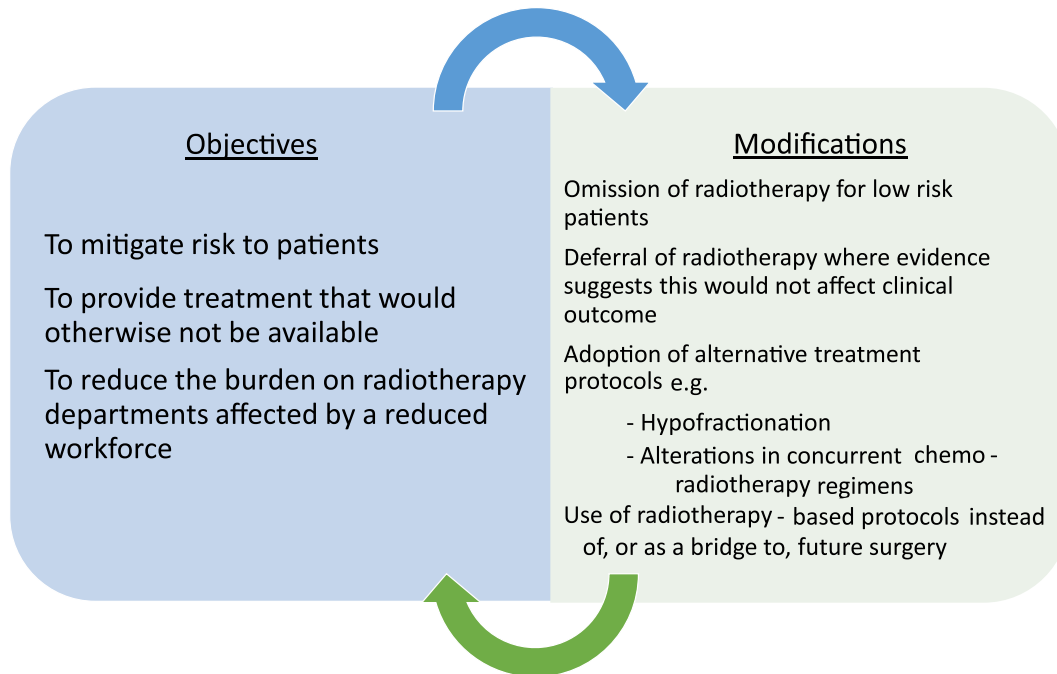 Objectives
To mitigate risk to patients
To provide treatment that would
otherwise not be available
To reduce the burden on radiotherapy
departments affected by a reduced
workforce
Modifications
Omission of radiotherapy for low risk
patients
Deferral of radiotherapy where evidence
suggests this would not affect clinical
outcome
Adoption of alternative treatment
protocols e.g.
- Hypofractionation
- Alterations in concurrent chemo -
radiotherapy regimens
Use of radiotherapy - based protocols instead
of, or as a bridge to, future surgery